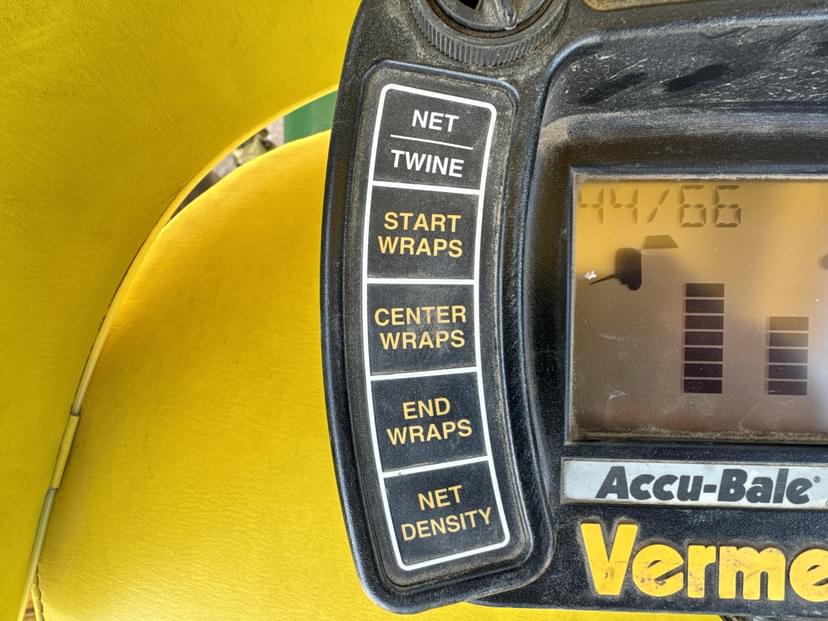 NET
TWINE
START
WRAPS
CENTER
WRAPS
END
WRAPS
NET
DENSITY
44/66
Accu-Bale®
Verme